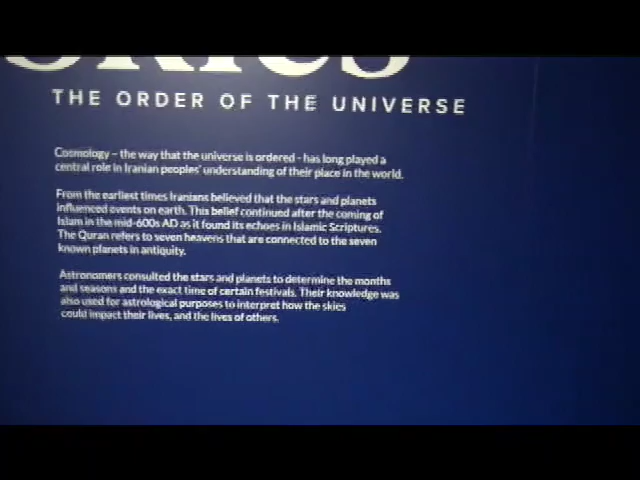 SKIES
THE ORDER OF THE UNIVERSE
Cosmology – the way that the universe is ordered - has long played a
central role in Iranian peoples' understanding of their place in the world.
From the earliest times Iranians believed that the stars and planets
influenced events on earth. This belief continued after the coming of
Islam in the mid-600s AD as it found its echoes in Islamic Scriptures.
The Quran refers to seven heavens that are connected to the seven
known planets in antiquity.
Astronomers consulted the stars and planets to determine the months
and seasons and the exact time of certain festivals. Their knowledge was
also used for astrological purposes to interpret how the skies
could impact their lives, and the lives of others.